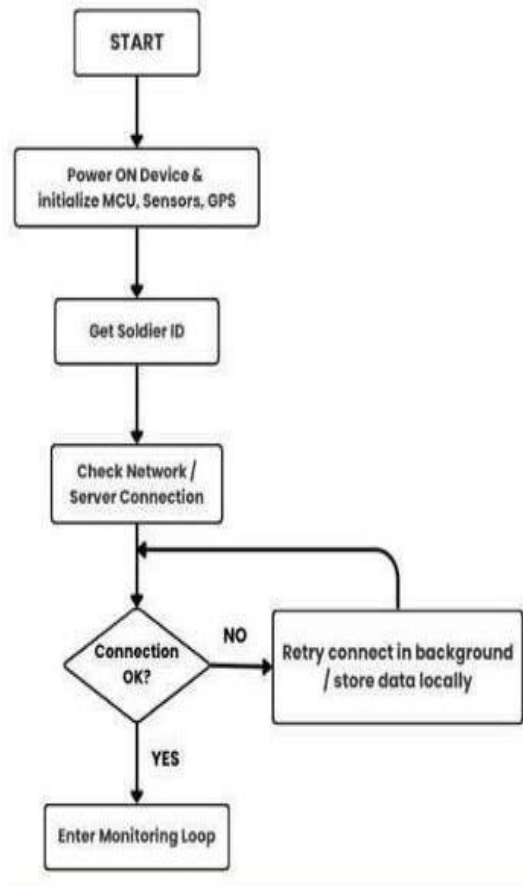 START
Power ON Device &
initialize MCU, Sensors, GPS
Get Soldier ID
Check Network /
Server Connection
Connection
OK?
NO
Retry connect in background
/ store data locally
YES
Enter Monitoring Loop